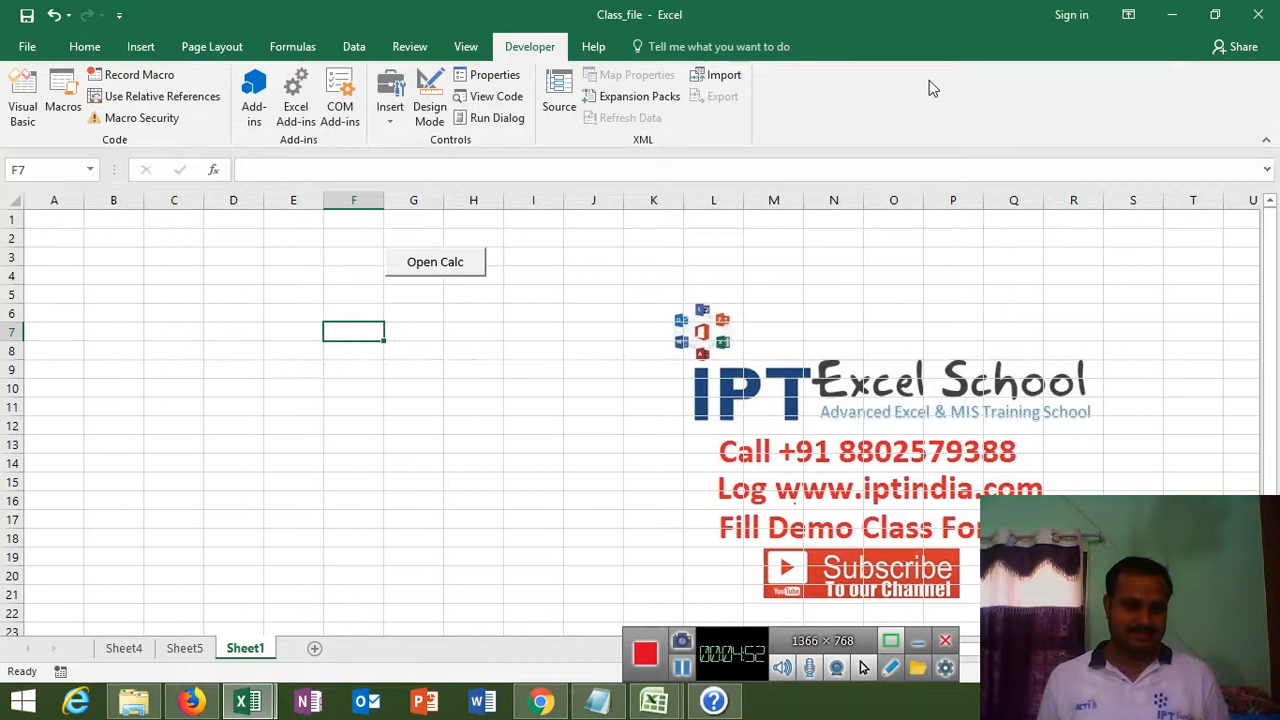 Class_file - Excel
Sign in
File Home Insert Page Layout Formulas Data Review View Developer Help Tell me what you want to do Share
Visual Basic
Macros
Record Macro
Use Relative References
Macro Security
Code
Add-ins
Excel Add-ins
COM Add-ins
Add-ins
Insert
Design Mode
Properties
View Code
Run Dialog
Controls
Source
Map Properties
Expansion Packs
Refresh Data
Import
Export
XML
F7
fx
A B C D E F G H I J K L M N O P Q R S T U
1
2
3
4
5
6
7
8
9
10
11
12
13
14
15
16
17
18
19
20
21
22
23
Open Calc
IPT Excel School
Advanced Excel & MIS Training School
Call +91 8802579388
Log www.iptindia.com
Fill Demo Class For
Subscribe
YouTube To our Channel
Sheet4 Sheet5 Sheet1
00:04:52
1366 × 768
Ready